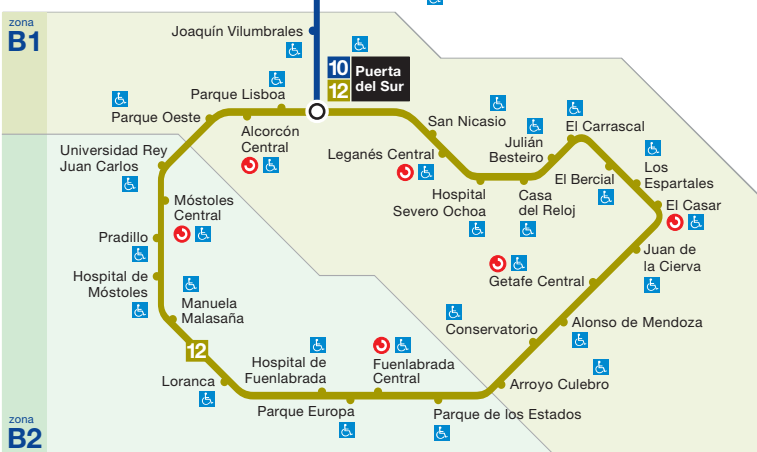 zona
B1
Joaquín Vilumbrales
10
12
Puerta
del Sur
Parque Lisboa
Parque Oeste
Alcorcón
Central
San Nicasio
Leganés Central
Julián
Besteiro
El Carrascal
Universidad Rey
Juan Carlos
Hospital
Severo Ochoa
Casa
del Reloj
El Bercial
Los
Espartales
El Casar
Móstoles
Central
Pradillo
Juan de
la Cierva
Hospital de
Móstoles
Getafe Central
Manuela
Malasaña
Conservatorio
Alonso de Mendoza
12
Loranca
Hospital de
Fuenlabrada
Fuenlabrada
Central
Arroyo Culebro
Parque Europa
Parque de los Estados
zona
B2